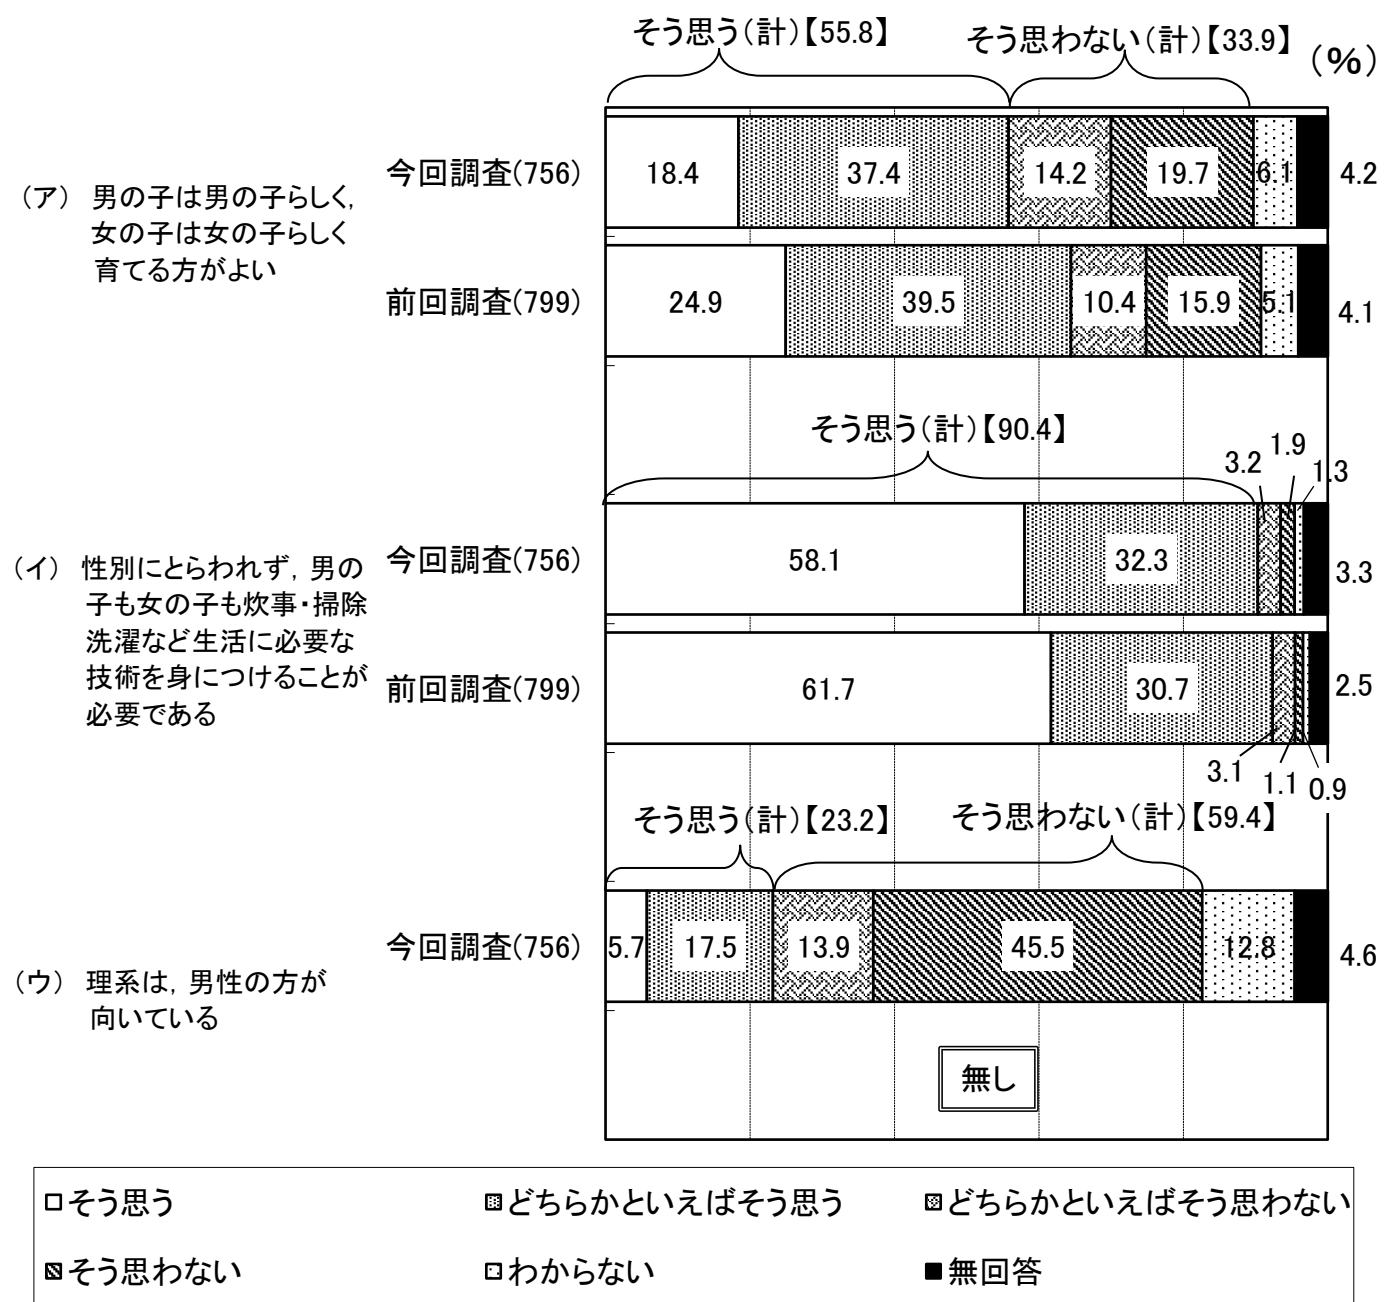 そう思う(計)【55.8】
そう思わない(計)【33.9】
(%)
(ア) 男の子は男の子らしく,
女の子は女の子らしく
育てる方がよい
今回調査(756)
18.4
37.4
14.2
19.7
6.1
4.2
前回調査(799)
24.9
39.5
10.4
15.9
5.1
4.1
そう思う(計)【90.4】
(イ) 性別にとらわれず, 男の
子も女の子も炊事・掃除
洗濯など生活に必要な
技術を身につけることが
必要である
今回調査(756)
58.1
32.3
3.2
1.9
1.3
3.3
前回調査(799)
61.7
30.7
3.1
1.1
0.9
2.5
そう思う(計)【23.2】
そう思わない(計)【59.4】
(ウ) 理系は, 男性の方が
向いている
今回調査(756)
5.7
17.5
13.9
45.5
12.8
4.6
無し
そう思う
どちらかといえばそう思う
どちらかといえばそう思わない
そう思わない
わからない
無回答